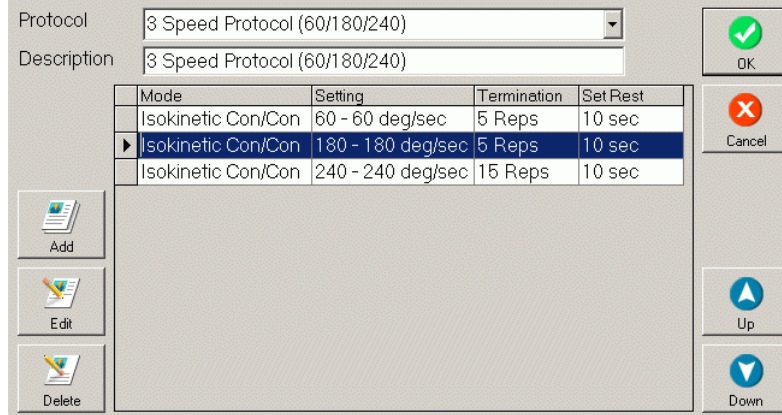 Protocol 3 Speed Protocol (60/180/240)
OK
Description 3 Speed Protocol (60/180/240)
Mode Setting Termination Set Rest
Isokinetic Con/Con 60 - 60 deg/sec 5 Reps 10 sec
Isokinetic Con/Con 180 - 180 deg/sec 5 Reps 10 sec
Cancel
Isokinetic Con/Con 240 - 240 deg/sec 15 Reps 10 sec
Add
Edit
Up
Delete
Down